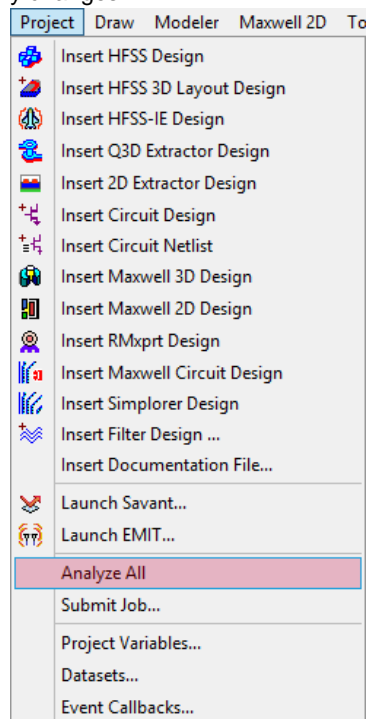 y changes
Project Draw Modeler Maxwell 2D To
Insert HFSS Design
Insert HFSS 3D Layout Design
Insert HFSS-IE Design
Insert Q3D Extractor Design
Insert 2D Extractor Design
Insert Circuit Design
Insert Circuit Netlist
Insert Maxwell 3D Design
Insert Maxwell 2D Design
Insert RMxprt Design
Insert Maxwell Circuit Design
Insert Simplorer Design
Insert Filter Design ...
Insert Documentation File...
Launch Savant...
Launch EMIT...
Analyze All
Submit Job...
Project Variables...
Datasets...
Event Callbacks...